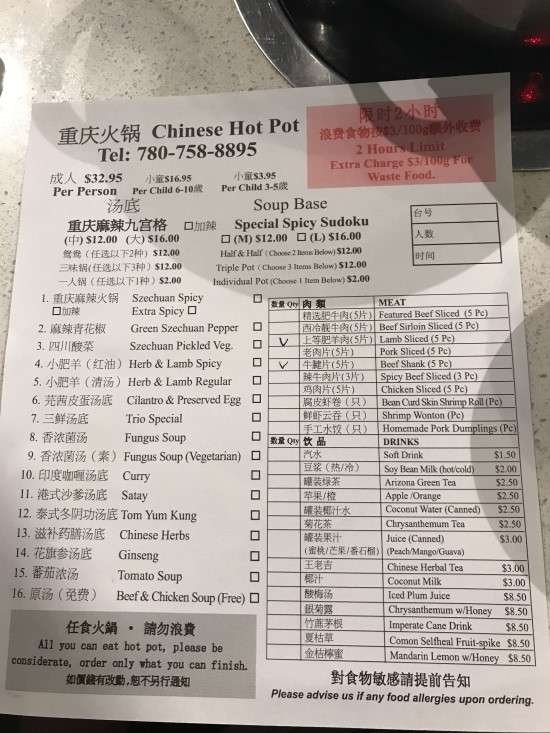 重庆火锅 Chinese Hot Pot
Tel: 780-758-8895
限时2小时
浪费食物按$3/100g额外收费
2 Hours Limit
Extra Charge $3/100g For
Waste Food.
成人 $32.95
Per Person
小童$16.95
Per Child 6-10歲
小童$3.95
Per Child 3-5歲
汤底 Soup Base
重庆麻辣九宫格 □加辣 Special Spicy Sudoku
(中) $12.00 (大) $16.00 □ (M) $12.00 □ (L) $16.00
鸳鸯 (任选以下2种) $12.00 Half & Half (Choose 2 Items Below) $12.00
三味锅(任选以下3种) $12.00 Triple Pot (Choose 3 Items Below) $12.00
一人锅 (任选以下1种) $2.00 Individual Pot (Choose 1 Item Below) $2.00
台号
人数
时间
1. 重庆麻辣火锅 Szechuan Spicy □
□加辣 Extra Spicy □
2. 麻辣青花椒 Green Szechuan Pepper □
3. 四川酸菜 Szechuan Pickled Veg. □
4. 小肥羊（红油）Herb & Lamb Spicy □
5. 小肥羊（清汤）Herb & Lamb Regular □
6. 芫茜皮蛋汤底 Cilantro & Preserved Egg □
7. 三鲜汤底 Trio Special □
8. 香浓菌汤 Fungus Soup □
9. 香浓菌汤（素）Fungus Soup (Vegetarian) □
10. 印度咖喱汤底 Curry □
11. 港式沙爹汤底 Satay □
12. 泰式冬阴功汤底 Tom Yum Kung □
13. 滋补药膳汤底 Chinese Herbs □
14. 花旗参汤底 Ginseng □
15. 蕃茄浓汤 Tomato Soup □
16. 原汤（免费） Beef & Chicken Soup (Free) □
任食火鍋・請勿浪費
All you can eat hot pot, please be
considerate, order only what you can finish.
如價錢有改動,恕不另行通知
数量 Qty 肉 類 MEAT
精选肥牛肉(5片) Featured Beef Sliced (5 Pc)
西冷靓牛肉(5片) Beef Sirloin Sliced (5 Pc)
✓ 上等肥羊肉(5片) Lamb Sliced (5 Pc)
老肉片(5片) Pork Sliced (5 Pc)
✓ 牛腱片(5片) Beef Shank (5 Pc)
辣牛肉片(3片) Spicy Beef Sliced (3 Pc)
鸡肉片(5片) Chicken Sliced (5 Pc)
腐皮虾卷（只） Bean Curd Skin Shrimp Roll (Pc)
鲜虾云吞（只） Shrimp Wonton (Pc)
手工水饺（只） Homemade Pork Dumplings (Pc)
数量 Qty 饮 品 DRINKS
汽水 Soft Drink $1.50
豆浆（热/冷） Soy Bean Milk (hot/cold) $2.00
罐装绿茶 Arizona Green Tea $2.50
苹果/橙 Apple /Orange $2.50
罐装椰汁水 Coconut Water (Canned) $2.50
菊花茶 Chrysanthemum Tea $2.50
罐装果汁 Juice (Canned) $3.00
(蜜桃/芒果/番石榴) (Peach/Mango/Guava)
王老吉 Chinese Herbal Tea $3.00
椰汁 Coconut Milk $3.00
酸梅汤 Iced Plum Juice $8.50
銀菊露 Chrysanthemum w/Honey $8.50
竹蔗茅根 Imperate Cane Drink $8.50
夏枯草 Comon Selfheal Fruit-spike $8.50
金桔檸蜜 Mandarin Lemon w/Honey $8.50
對食物敏感請提前告知
Please advise us if any food allergies upon ordering.